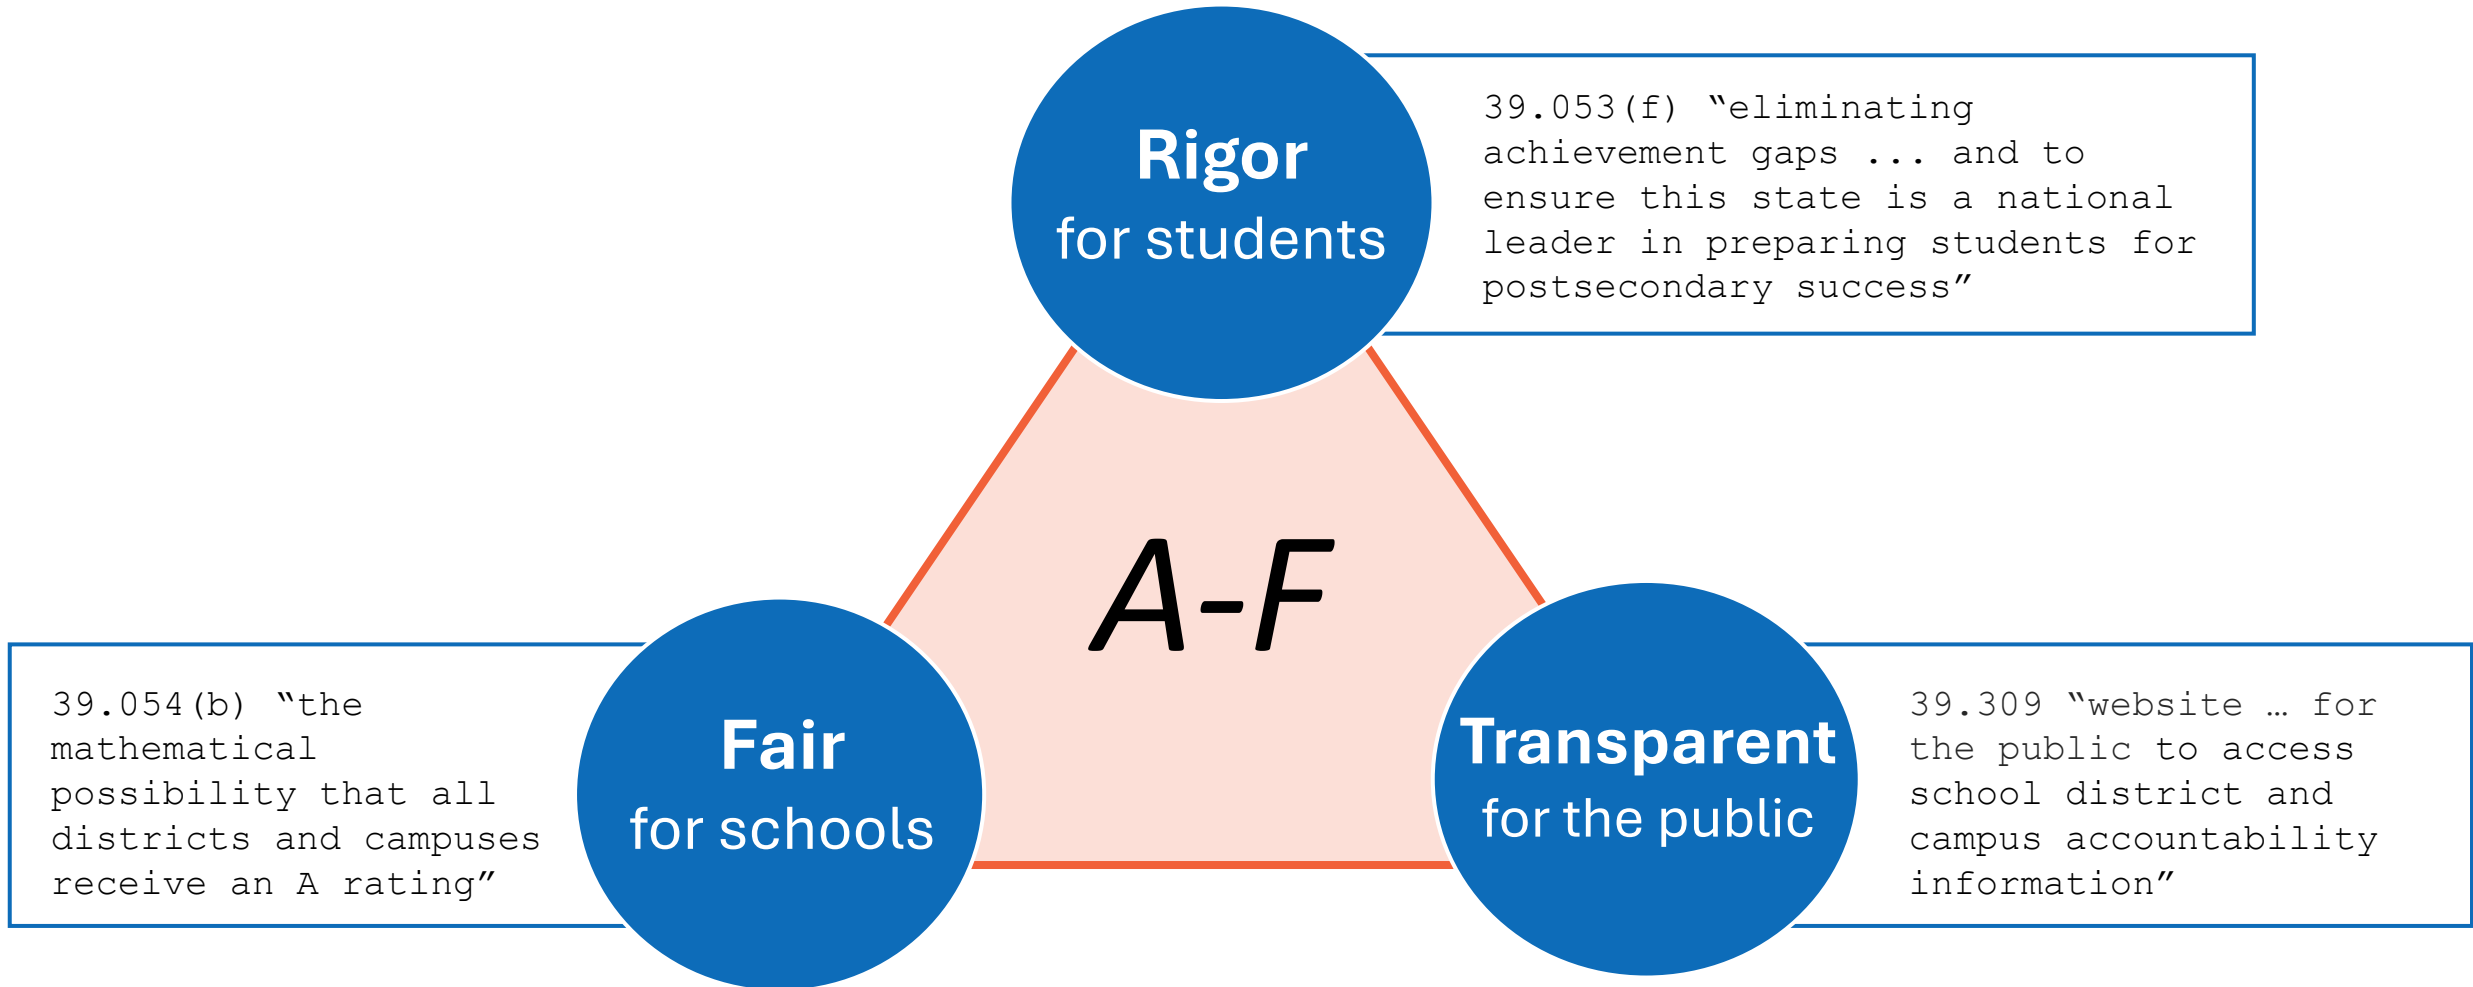 Rigor
for students
39.053(f) “eliminating
achievement gaps ... and to
ensure this state is a national
leader in preparing students for
postsecondary success”
A-F
39.054(b) “the
mathematical
possibility that all
districts and campuses
receive an A rating”
Fair
for schools
Transparent
for the public
39.309 “website … for
the public to access
school district and
campus accountability
information”